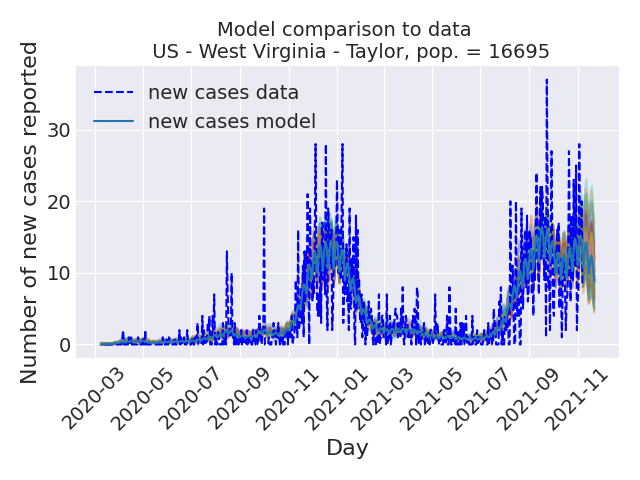 Model comparison to data
US - West Virginia - Taylor, pop. = 16695
Number of new cases reported
new cases data
new cases model
30
20
10
0
2020-03
2020-05
2020-07
2020-09
2020-11
2021-01
2021-03
2021-05
2021-07
2021-09
2021-11
Day